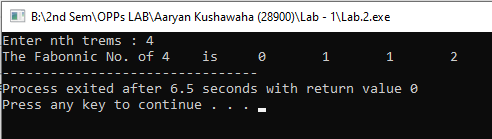 B:\2nd Sem\OPPs LAB\Aaryan Kushawaha (28900)\Lab - 1\Lab.2.exe
Enter nth trems : 4
The Fabonnic No. of 4    is      0       1       1       2
--------------------------------
Process exited after 6.5 seconds with return value 0
Press any key to continue . . .